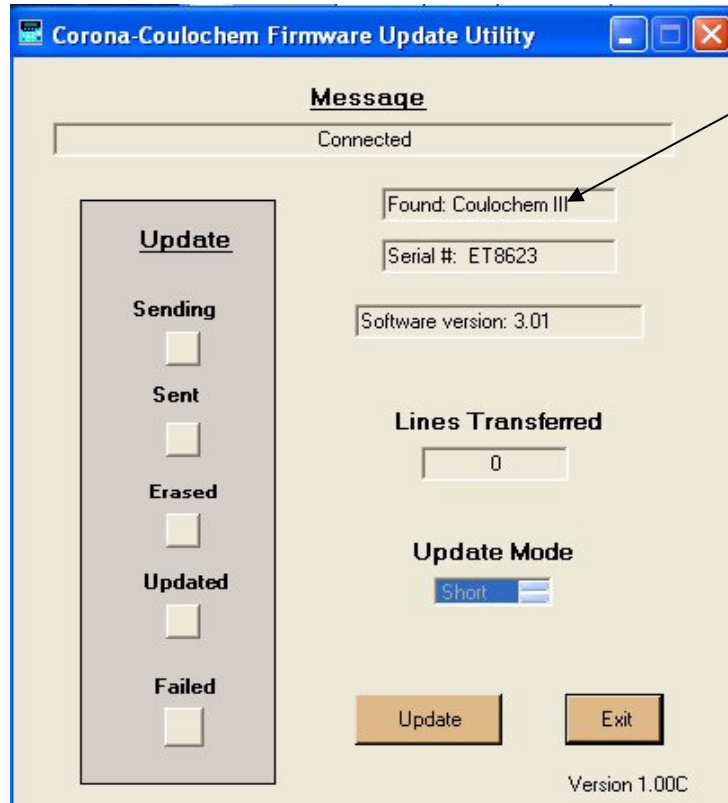 Corona-Coulochem Firmware Update Utility
Message
Connected
Found: Coulochem III
Serial #: ET8623
Software version: 3.01
Update
Sending
Sent
Erased
Updated
Failed
Lines Transferred
0
Update Mode
Short
Update
Exit
Version 1.00C